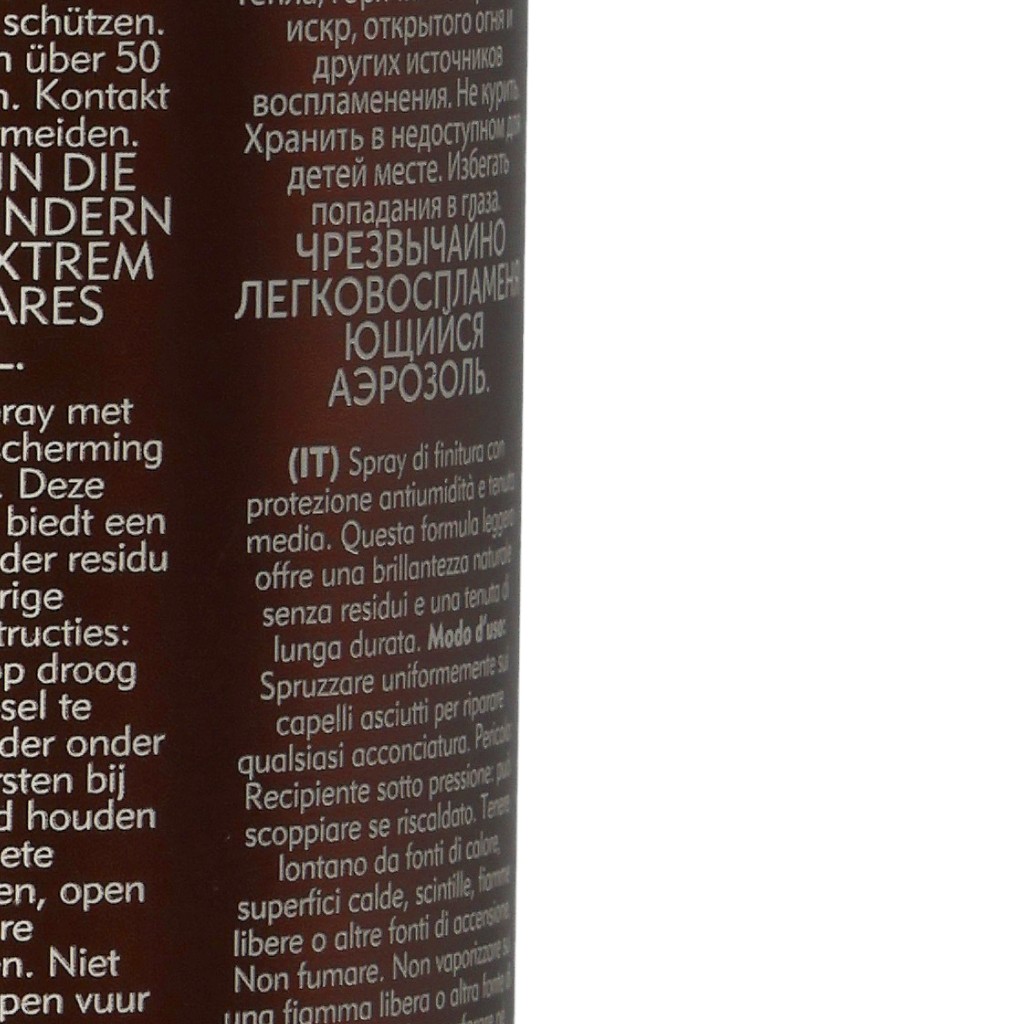 schützen.
über 50
Kontakt
meiden.
IN DIE
NDERN
XTREM
ARES
L.
ray met
cherming
. Deze
biedt een
der residu
rige
tructies:
op droog
sel te
der onder
rsten bij
d houden
ete
en, open
re
n. Niet
pen vuur
искр, открытого огня и
других источников
воспламенения. Не курить.
Хранить в недоступном для
детей месте. Избегать
попадания в глаза.
ЧРЕЗВЫЧАЙНО
ЛЕГКОВОСПЛАМЕНЯ
ЮЩИЙСЯ
АЭРОЗОЛЬ.
(IT) Spray di finitura con
protezione antiumidità e tenuta
media. Questa formula leggera
offre una brillantezza naturale
senza residui e una tenuta di
lunga durata. Modo d'uso:
Spruzzare uniformemente sui
capelli asciutti per riparare
qualsiasi acconciatura. Pericolo
Recipiente sotto pressione: può
scoppiare se riscaldato. Tenere
lontano da fonti di calore,
superfici calde, scintille, fiamme
libere o altre fonti di accensione
Non fumare. Non vaporizzare su
una fiamma libera o altra fonte di